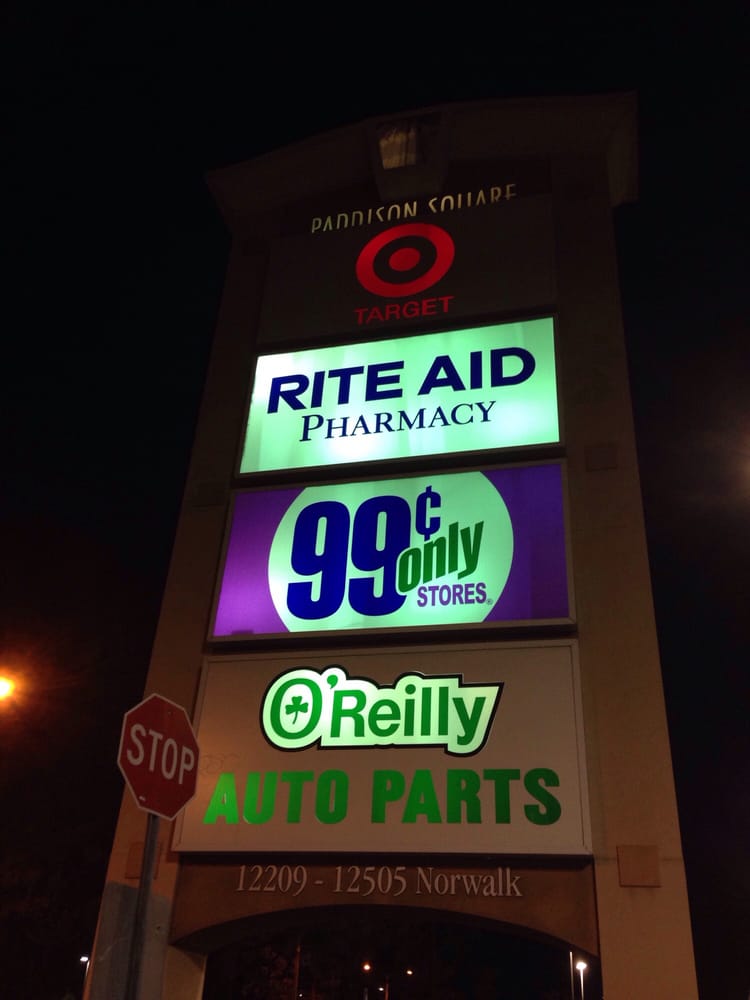 PADDISON SQUARE
TARGET
RITE AID
PHARMACY
99¢
only
STORES®
O'Reilly
AUTO PARTS
STOP
12209 - 12505 Norwalk